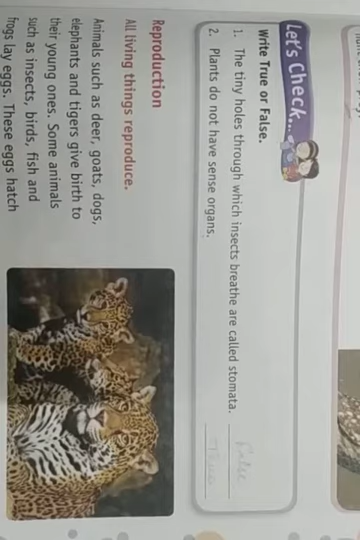 Let's Check...
Write True or False.
1. The tiny holes through which insects breathe are called stomata. False
2. Plants do not have sense organs. True
Reproduction
All living things reproduce.
Animals such as deer, goats, dogs,
elephants and tigers give birth to
their young ones. Some animals
such as insects, birds, fish and
frogs lay eggs. These eggs hatch